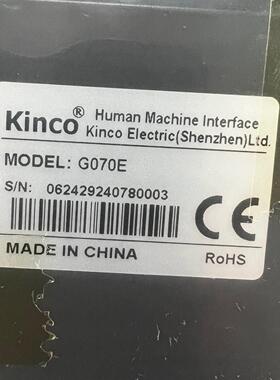 Kinco® Human Machine Interface
Kinco Electric(Shenzhen)Ltd.
MODEL: G070E
S/N: 062429240780003
CE
MADE IN CHINA
RoHS